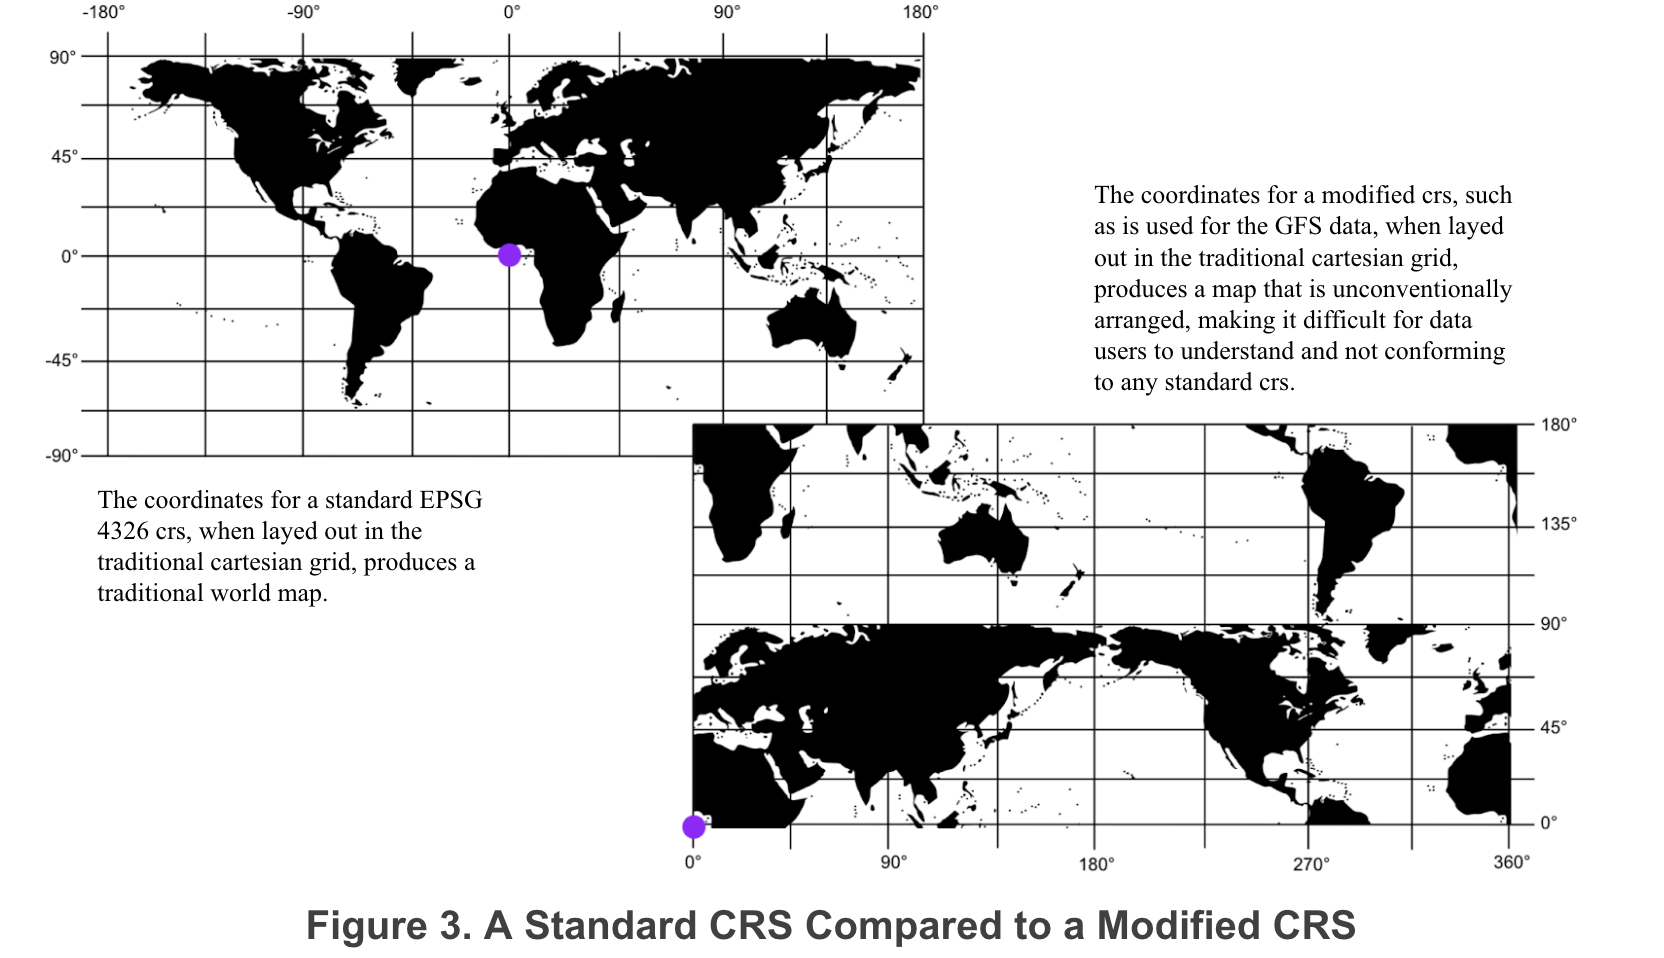 -180° -90° 0° 90° 180°
90°
45°
0°
-45°
-90°
The coordinates for a standard EPSG
4326 crs, when layed out in the
traditional cartesian grid, produces a
traditional world map.
The coordinates for a modified crs, such
as is used for the GFS data, when layed
out in the traditional cartesian grid,
produces a map that is unconventionally
arranged, making it difficult for data
users to understand and not conforming
to any standard crs.
180°
135°
90°
45°
0°
0° 90° 180° 270° 360°
Figure 3. A Standard CRS Compared to a Modified CRS